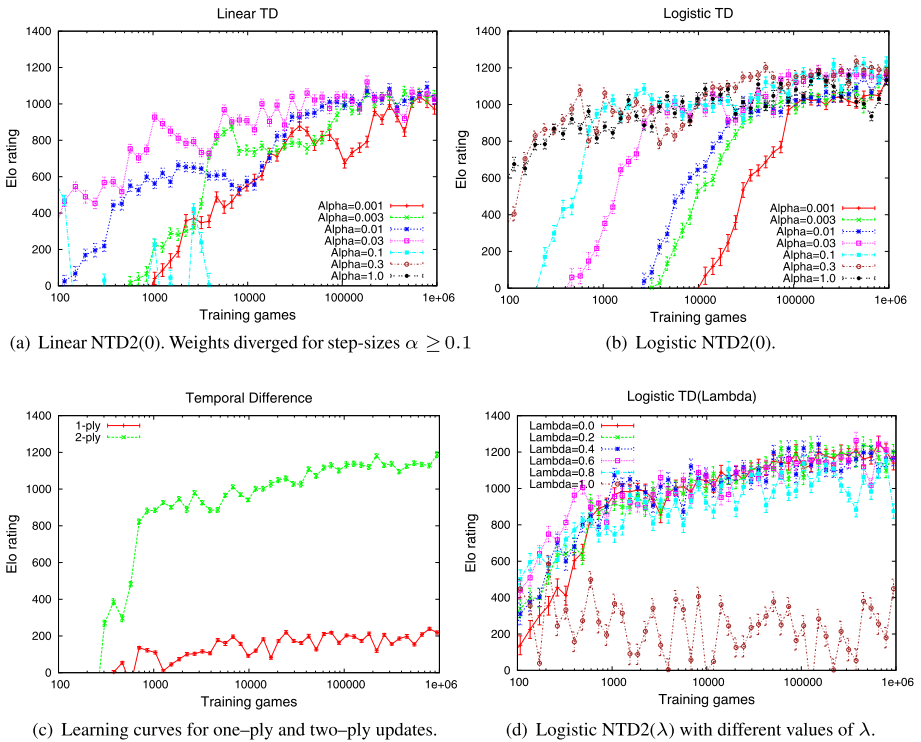 Linear TD
1400
1200
1000
800
600
400
200
0
Elo rating
Alpha=0.001
Alpha=0.003
Alpha=0.01
Alpha=0.03
Alpha=0.1
Alpha=0.3
Alpha=1.0
100 1000 10000 100000 1e+06
Training games
(a) Linear NTD2(0). Weights diverged for step-sizes α ≥ 0.1
Logistic TD
1400
1200
1000
800
600
400
200
0
Elo rating
Alpha=0.001
Alpha=0.003
Alpha=0.01
Alpha=0.03
Alpha=0.1
Alpha=0.3
Alpha=1.0
100 1000 10000 100000 1e+06
Training games
(b) Logistic NTD2(0).
Temporal Difference
1400
1200
1000
800
600
400
200
0
Elo rating
1-ply
2-ply
100 1000 10000 100000 1e+06
Training games
(c) Learning curves for one–ply and two–ply updates.
Logistic TD(Lambda)
1400
1200
1000
800
600
400
200
0
Elo rating
Lambda=0.0
Lambda=0.2
Lambda=0.4
Lambda=0.6
Lambda=0.8
Lambda=1.0
100 1000 10000 100000 1e+06
Training games
(d) Logistic NTD2(λ) with different values of λ.